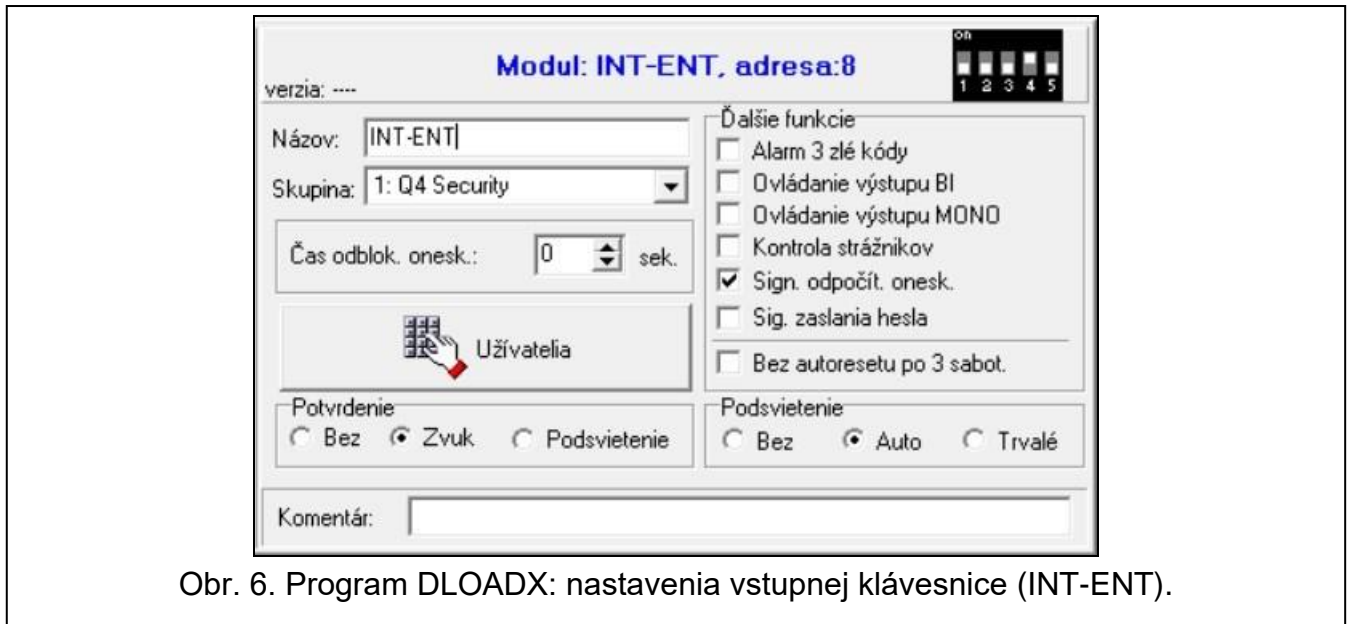 Modul: INT-ENT, adresa:8
on
1 2 3 4 5
verzia: ----
Názov: INT-ENT
Skupina: 1: Q4 Security
Čas odblok. onesk.: 0 sek.
Užívatelia
Potvrdenie
Bez Zvuk Podsvietenie
Ďalšie funkcie
Alarm 3 zlé kódy
Ovládanie výstupu BI
Ovládanie výstupu MONO
Kontrola strážnikov
Sign. odpočít. onesk.
Sig. zaslania hesla
Bez autoresetu po 3 sabot.
Podsvietenie
Bez Auto Trvalé
Komentár:
Obr. 6. Program DLOADX: nastavenia vstupnej klávesnice (INT-ENT).